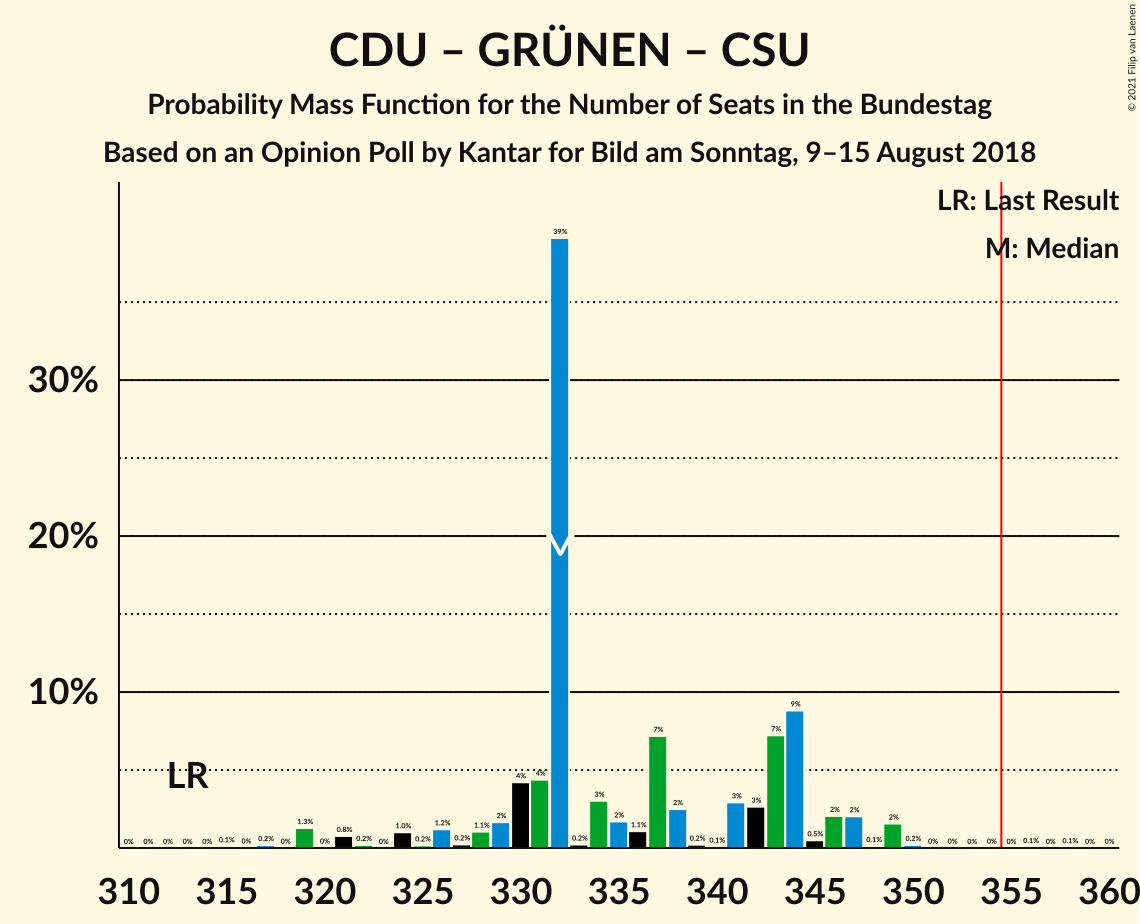 CDU – GRÜNEN – CSU
Probability Mass Function for the Number of Seats in the Bundestag
Based on an Opinion Poll by Kantar for Bild am Sonntag, 9–15 August 2018
© 2021 Filip van Laenen
LR: Last Result
M: Median
30%
20%
10%
LR
0% 0% 0% 0% 0% 0.1% 0% 0.2% 0% 1.3% 0% 0.8% 0.2% 0% 1.0% 0.2% 1.2% 0.2% 1.1% 2% 4% 4% 39% 0.2% 3% 2% 1.1% 7% 2% 0.2% 0.1% 3% 3% 7% 9% 0.5% 2% 2% 0.1% 2% 0.2% 0% 0% 0% 0% 0% 0.1% 0% 0.1% 0% 0%
310 315 320 325 330 335 340 345 350 355 360